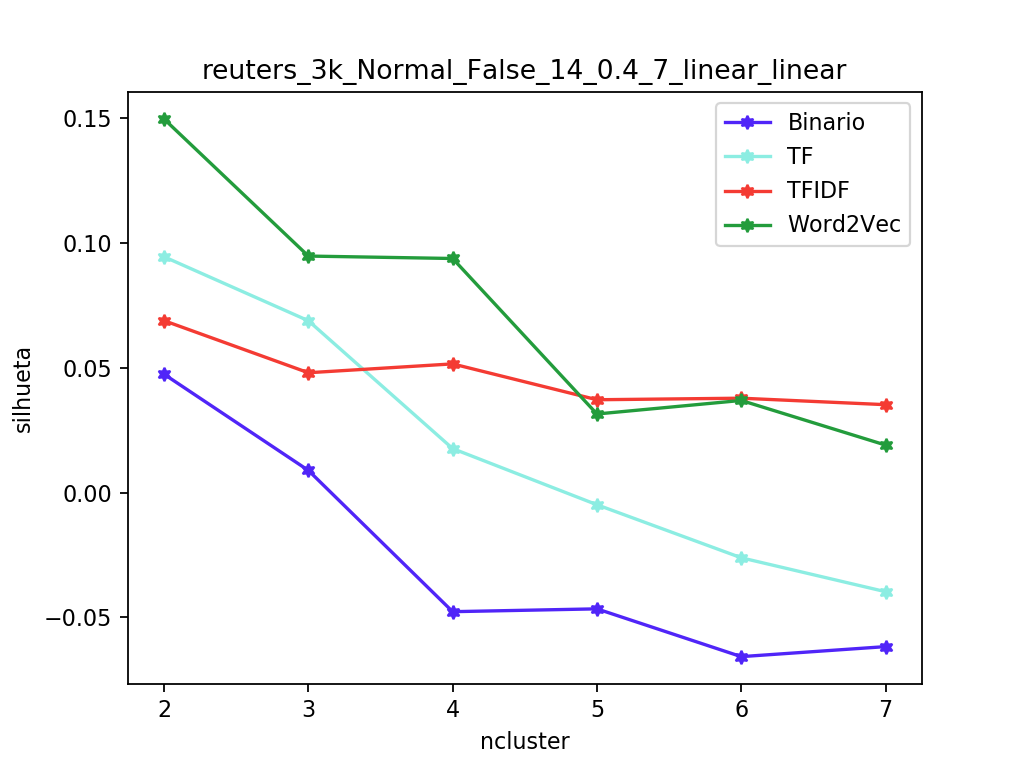 reuters_3k_Normal_False_14_0.4_7_linear_linear
Binario
TF
TFIDF
Word2Vec
silhueta
0.15
0.10
0.05
0.00
−0.05
2 3 4 5 6 7
ncluster